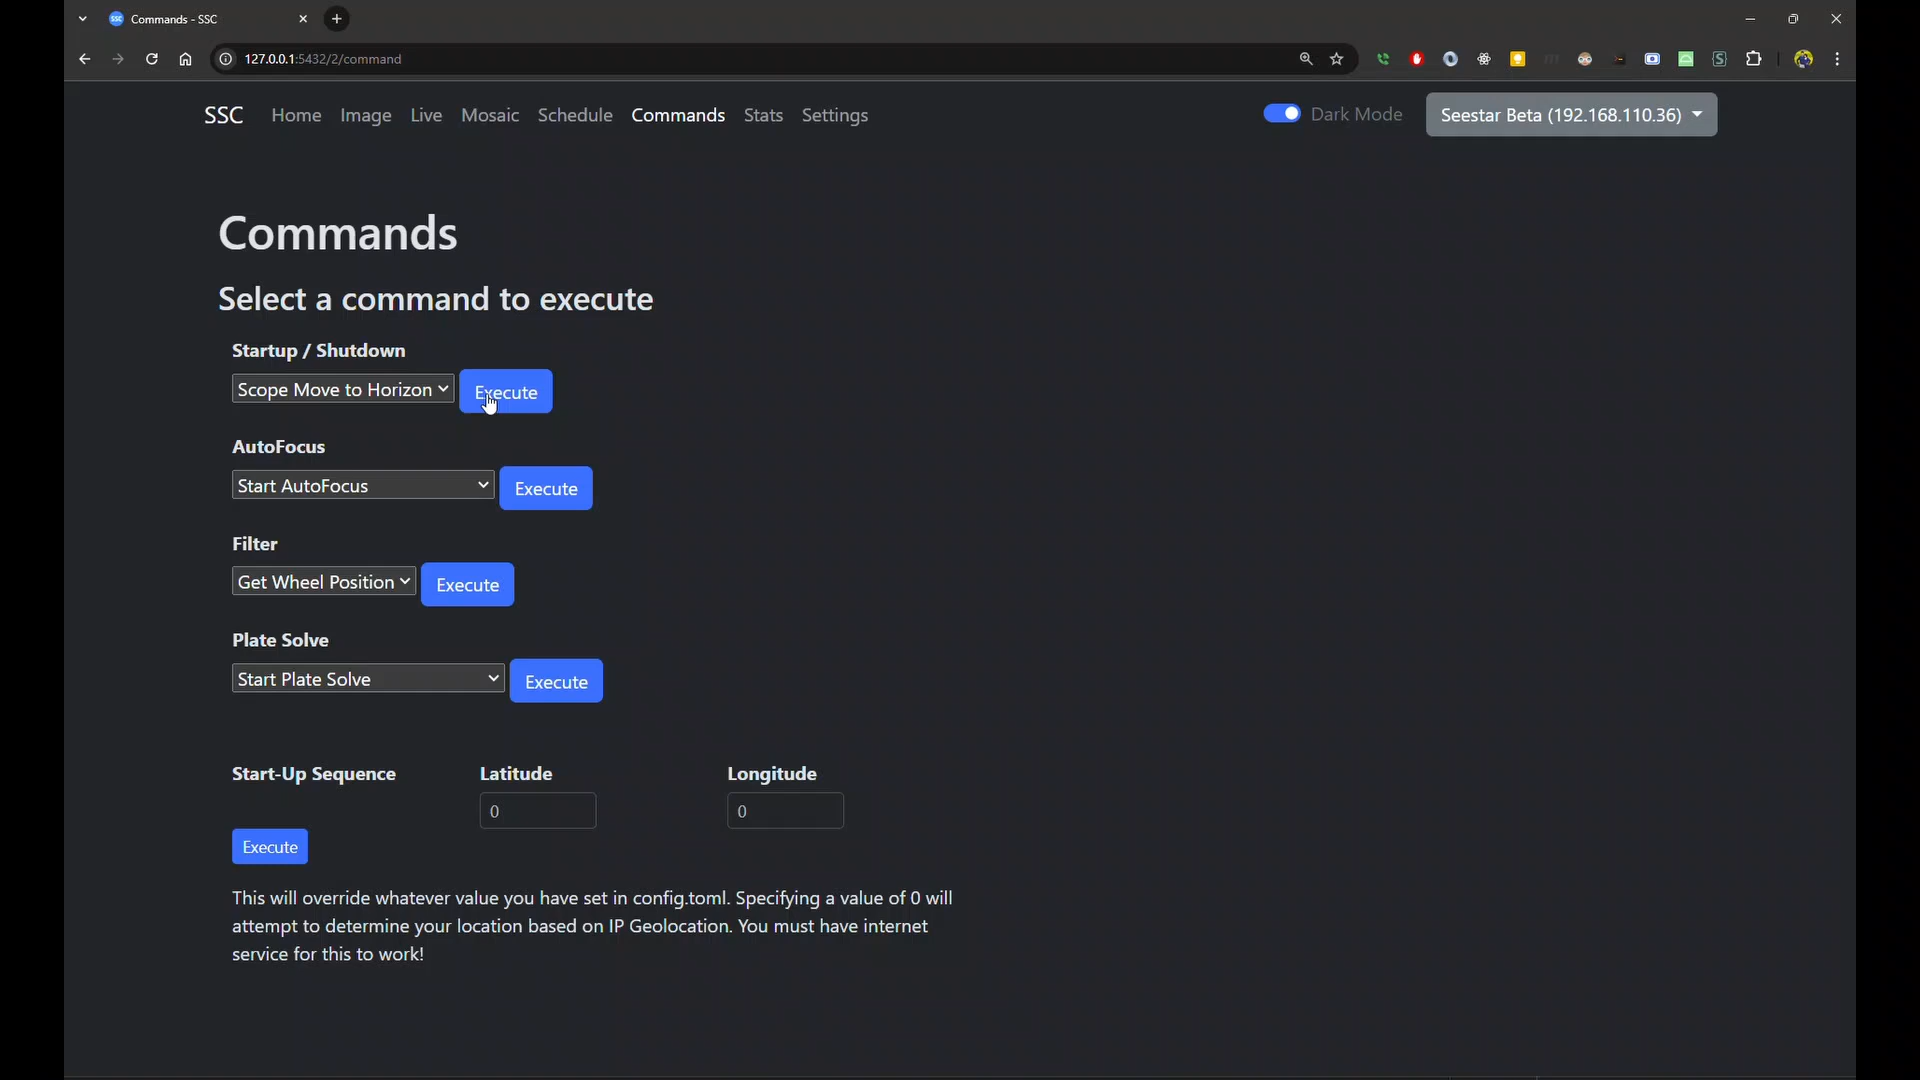 Commands - SSC
127.0.0.1:5432/2/command
SSC Home Image Live Mosaic Schedule Commands Stats Settings Dark Mode Seestar Beta (192.168.110.36)
Commands
Select a command to execute
Startup / Shutdown
Scope Move to Horizon Execute
AutoFocus
Start AutoFocus Execute
Filter
Get Wheel Position Execute
Plate Solve
Start Plate Solve Execute
Start-Up Sequence Latitude Longitude
0 0
Execute
This will override whatever value you have set in config.toml. Specifying a value of 0 will
attempt to determine your location based on IP Geolocation. You must have internet
service for this to work!